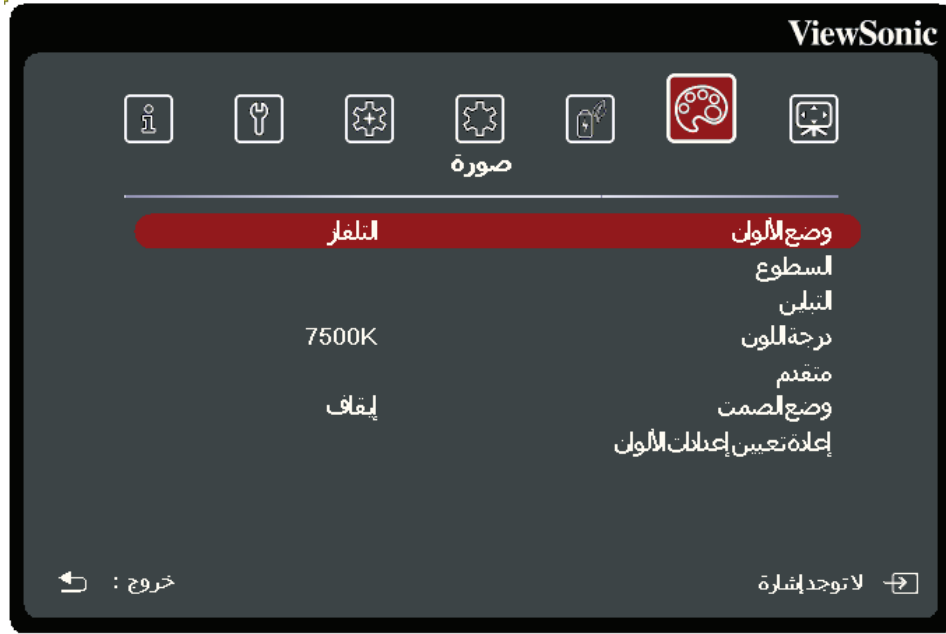 ViewSonic
صورة
وضع الألوان التلفاز
السطوع
التباين
درجة اللون 7500K
متقدم
وضع الصمت إيقاف
إعادة تعيين إعدادات الألوان
لا توجد إشارة خروج :